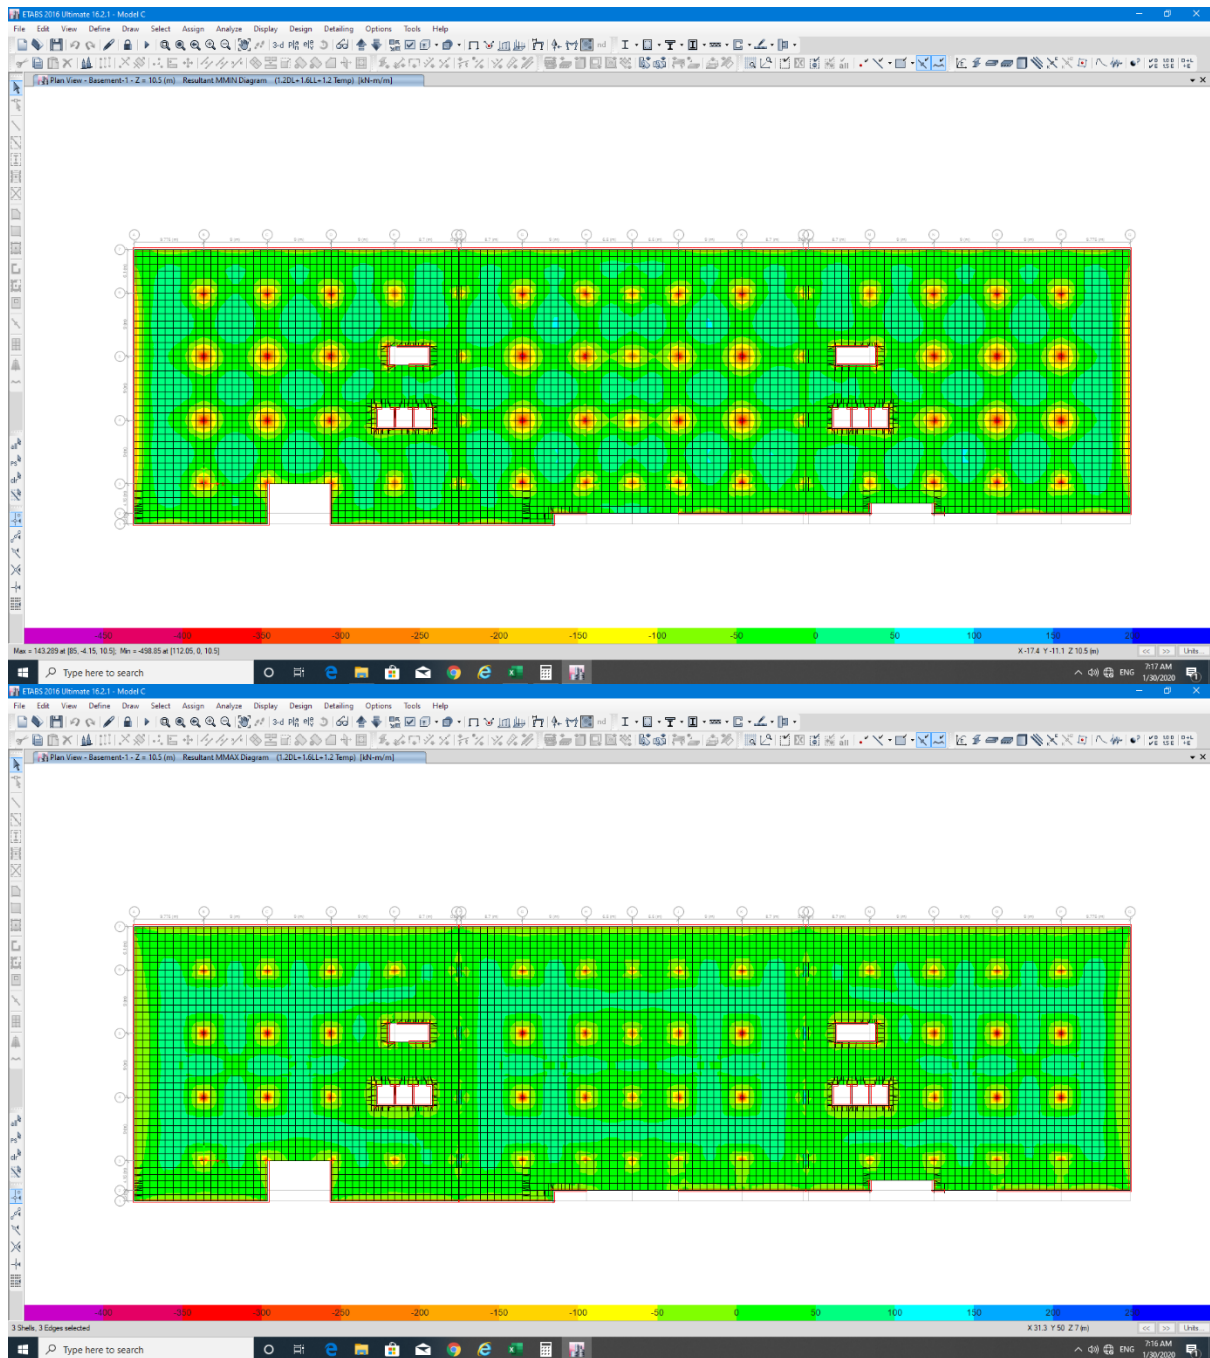 ETABS 2016 Ultimate 16.2.1 - Model C
File Edit View Define Draw Select Assign Analyze Display Design Detailing Options Tools Help
Plan View - Basement-1 - Z = 10.5 (m) Resultant MMIN Diagram (1.2DL+1.6LL+1.2 Temp) [kN-m/m]
-450 -400 -350 -300 -250 -200 -150 -100 -50 0 50 100 150
Max = 143.289 at [85, -4.15, 10.5]; Min = -498.85 at [112.05, 0, 10.5] X -17.4 Y -11.1 Z 10.5 (m) << >> Units...
Type here to search ENG 7:17 AM
1/30/2020
ETABS 2016 Ultimate 16.2.1 - Model C
File Edit View Define Draw Select Assign Analyze Display Design Detailing Options Tools Help
Plan View - Basement-1 - Z = 10.5 (m) Resultant MMAX Diagram (1.2DL+1.6LL+1.2 Temp) [kN-m/m]
-400 -350 -300 -250 -200 -150 -100 -50 0 50 100 150 200
3 Shells, 3 Edges selected X 31.3 Y 50 Z 7 (m) << >> Units...
Type here to search ENG 7:16 AM
1/30/2020